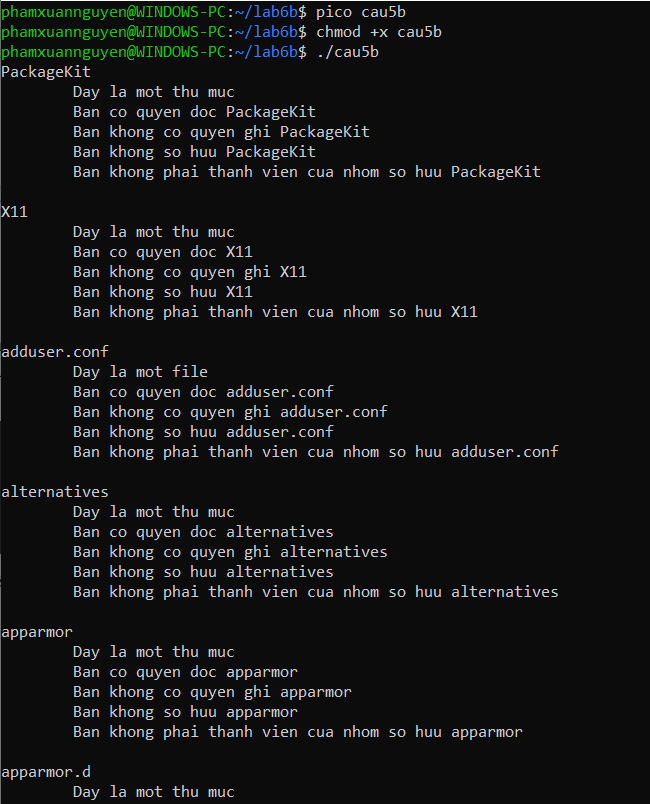 phamxuannguyen@WINDOWS-PC:~/lab6b$ pico cau5b
phamxuannguyen@WINDOWS-PC:~/lab6b$ chmod +x cau5b
phamxuannguyen@WINDOWS-PC:~/lab6b$ ./cau5b
PackageKit
        Day la mot thu muc
        Ban co quyen doc PackageKit
        Ban khong co quyen ghi PackageKit
        Ban khong so huu PackageKit
        Ban khong phai thanh vien cua nhom so huu PackageKit

X11
        Day la mot thu muc
        Ban co quyen doc X11
        Ban khong co quyen ghi X11
        Ban khong so huu X11
        Ban khong phai thanh vien cua nhom so huu X11

adduser.conf
        Day la mot file
        Ban co quyen doc adduser.conf
        Ban khong co quyen ghi adduser.conf
        Ban khong so huu adduser.conf
        Ban khong phai thanh vien cua nhom so huu adduser.conf

alternatives
        Day la mot thu muc
        Ban co quyen doc alternatives
        Ban khong co quyen ghi alternatives
        Ban khong so huu alternatives
        Ban khong phai thanh vien cua nhom so huu alternatives

apparmor
        Day la mot thu muc
        Ban co quyen doc apparmor
        Ban khong co quyen ghi apparmor
        Ban khong so huu apparmor
        Ban khong phai thanh vien cua nhom so huu apparmor

apparmor.d
        Day la mot thu muc